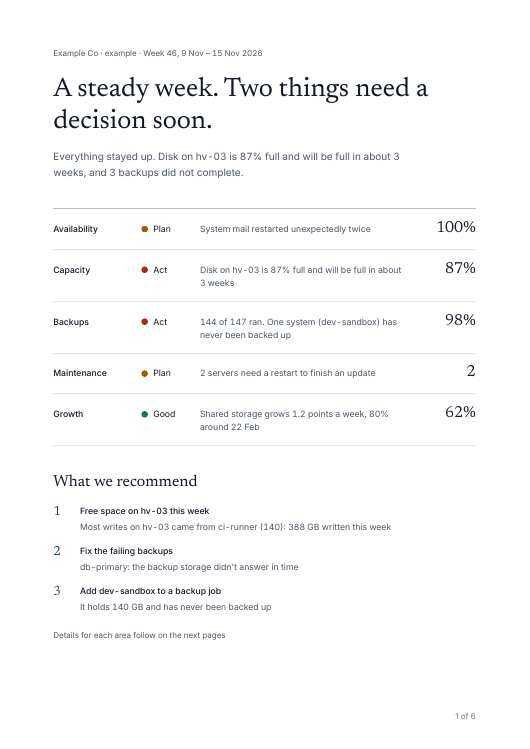 Example Co · example · Week 46, 9 Nov – 15 Nov 2026
A steady week. Two things need a
decision soon.
Everything stayed up. Disk on hv-03 is 87% full and will be full in about 3
weeks, and 3 backups did not complete.
Availability Plan System mail restarted unexpectedly twice 100%
Capacity Act Disk on hv-03 is 87% full and will be full in about 87%
3 weeks
Backups Act 144 of 147 ran. One system (dev-sandbox) has 98%
never been backed up
Maintenance Plan 2 servers need a restart to finish an update 2
Growth Good Shared storage grows 1.2 points a week, 80% 62%
around 22 Feb
What we recommend
1 Free space on hv-03 this week
Most writes on hv-03 came from ci-runner (140): 388 GB written this week
2 Fix the failing backups
db-primary: the backup storage didn't answer in time
3 Add dev-sandbox to a backup job
It holds 140 GB and has never been backed up
Details for each area follow on the next pages
1 of 6